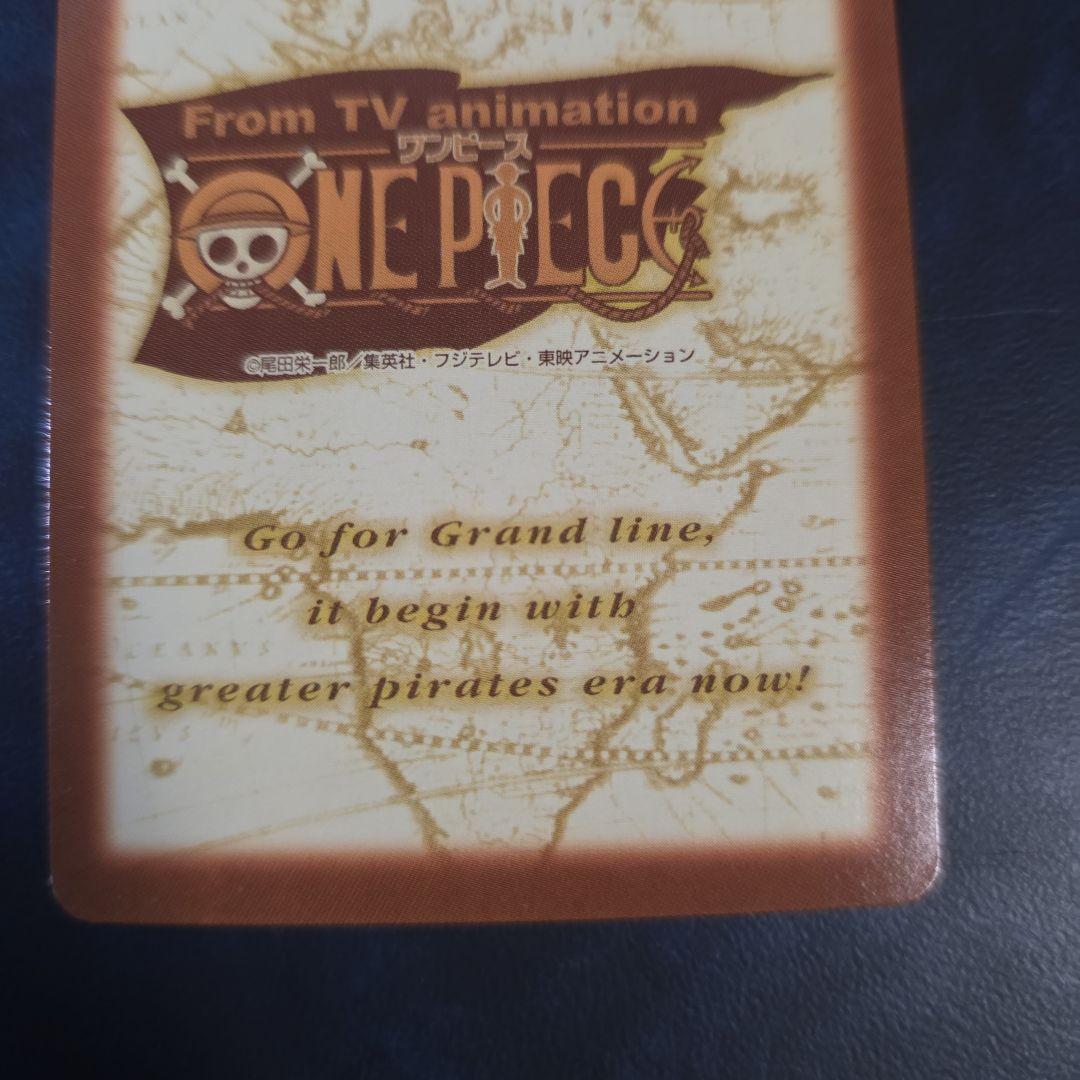 From TV animation
ワンピース
ONE PIECE
©尾田栄一郎／集英社・フジテレビ・東映アニメーション
Go for Grand line,
it begin with
greater pirates era now!